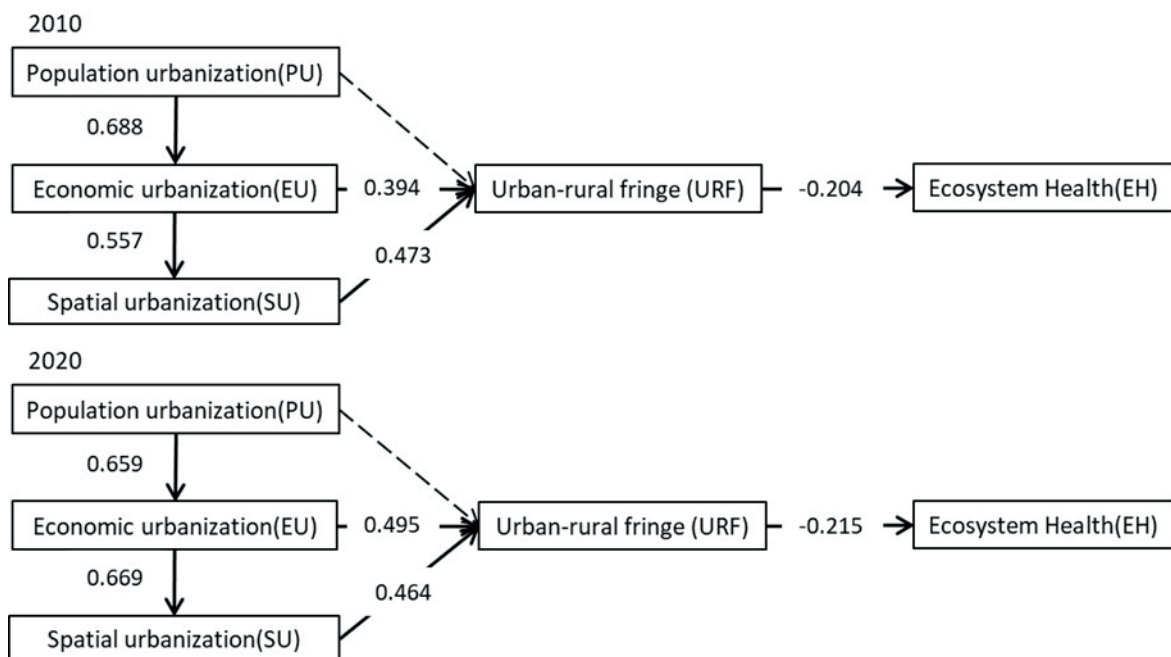 2010
Population urbanization(PU)
0.688
Economic urbanization(EU)
0.394
Urban-rural fringe (URF)
-0.204
Ecosystem Health(EH)
0.557
0.473
Spatial urbanization(SU)
2020
Population urbanization(PU)
0.659
Economic urbanization(EU)
0.495
Urban-rural fringe (URF)
-0.215
Ecosystem Health(EH)
0.669
0.464
Spatial urbanization(SU)